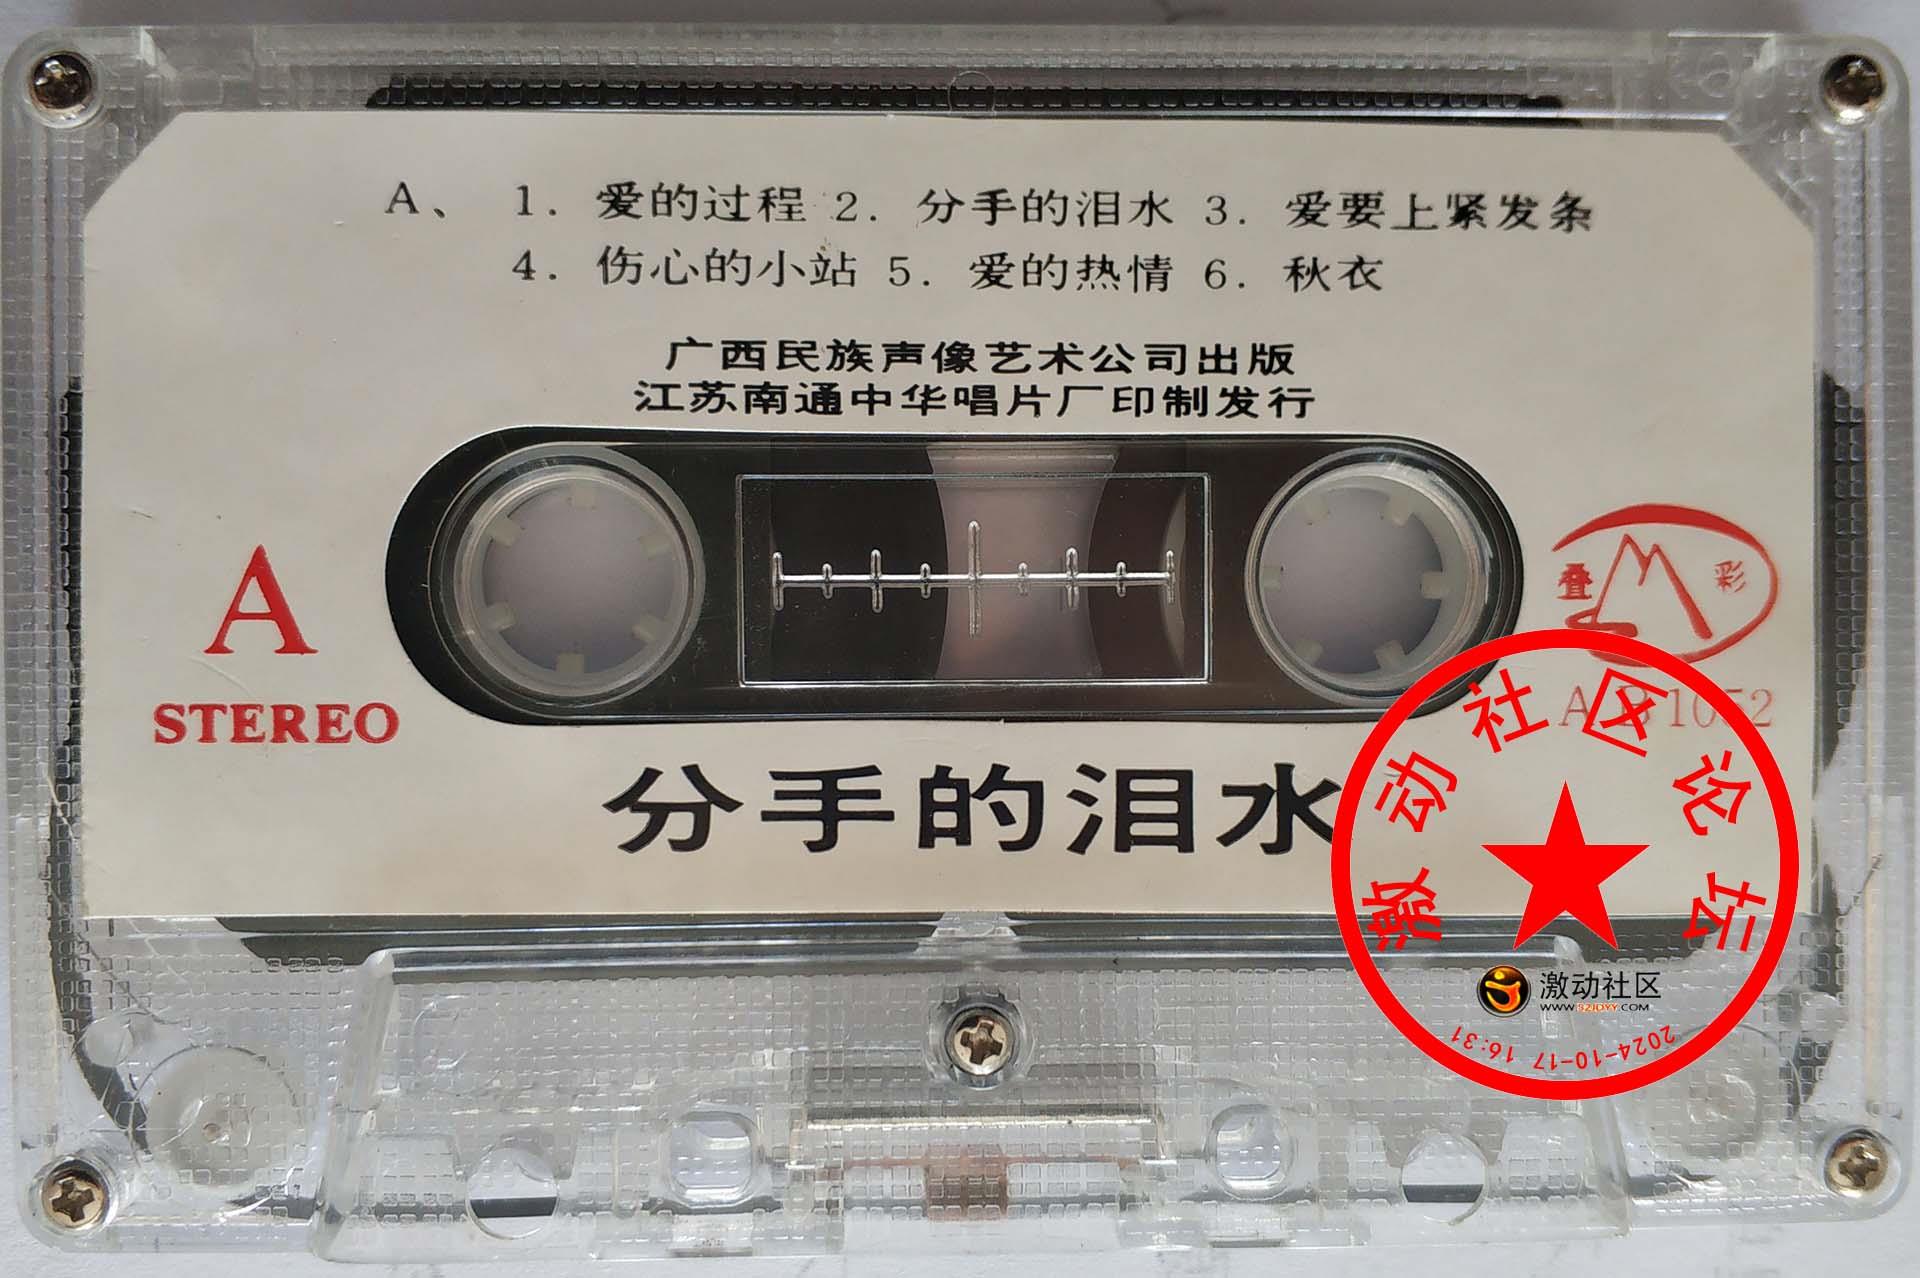 A、 1. 爱的过程 2. 分手的泪水 3. 爱要上紧发条
4. 伤心的小站 5. 爱的热情 6. 秋衣
广西民族声像艺术公司出版
江苏南通中华唱片厂印制发行
A
STEREO
叠彩
分手的泪水
激动社区论坛
激动社区
WWW.SZJDYY.COM
2024-10-17 16:31